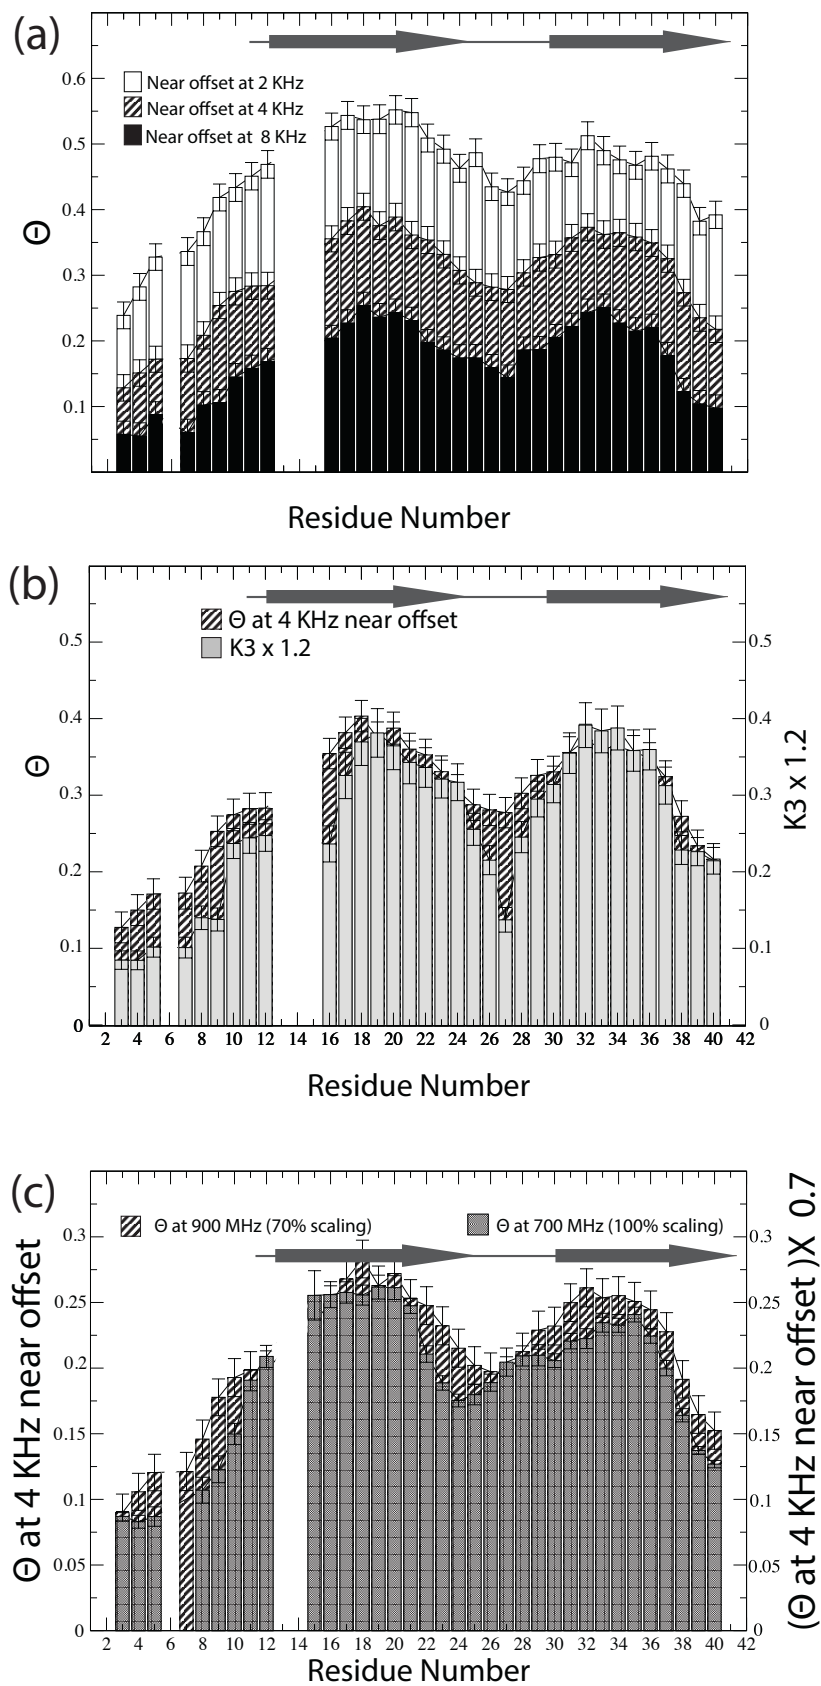 (a)
0.6
0.5
0.4
0.3
0.2
0.1
Θ
Near offset at 2 KHz
Near offset at 4 KHz
Near offset at 8 KHz
Residue Number
(b)
0.5
0.4
0.3
0.2
0.1
0
Θ
Θ at 4 KHz near offset
K3 x 1.2
0.5
0.4
0.3
0.2
0.1
0
K3 x 1.2
2 4 6 8 10 12 14 16 18 20 22 24 26 28 30 32 34 36 38 40 42
Residue Number
(c)
Θ at 4 KHz near offset
0.3
0.25
0.2
0.15
0.1
0.05
0
Θ at 900 MHz (70% scaling)
Θ at 700 MHz (100% scaling)
0.3
0.25
0.2
0.15
0.1
0.05
0
(Θ at 4 KHz near offset )X 0.7
2 4 6 8 10 12 14 16 18 20 22 24 26 28 30 32 34 36 38 40 42
Residue Number